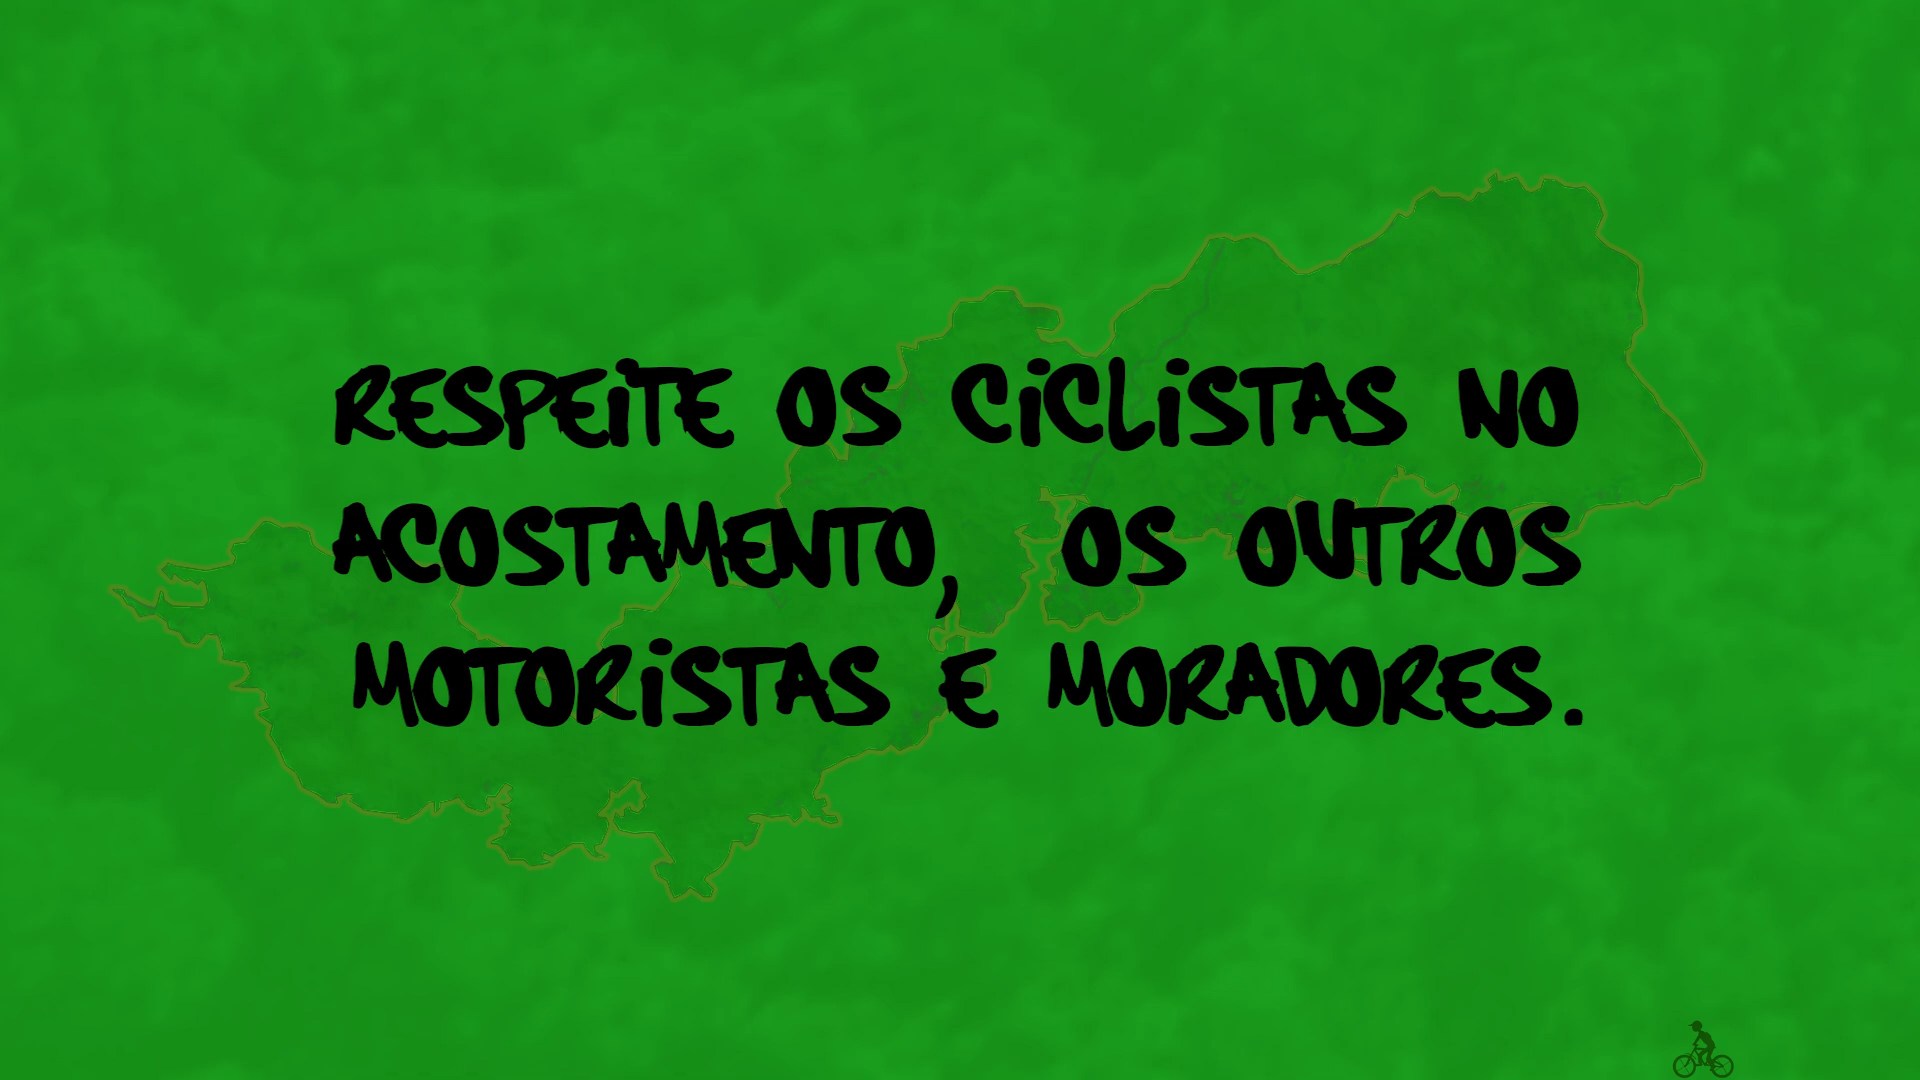 RESPEITE OS CICLISTAS NO
ACOSTAMENTO, OS OUTROS
MOTORISTAS E MORADORES.